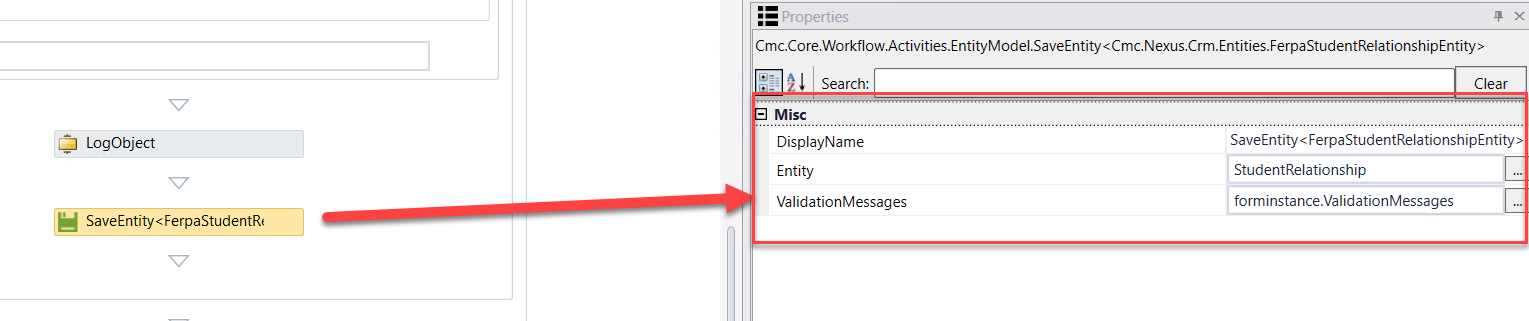 Properties
Cmc.Core.Workflow.Activities.EntityModel.SaveEntity<Cmc.Nexus.Crm.Entities.FerpaStudentRelationshipEntity>
Search: Clear
Misc
DisplayName SaveEntity<FerpaStudentRelationshipEntity>
Entity StudentRelationship ...
ValidationMessages forminstance.ValidationMessages ...
LogObject
SaveEntity<FerpaStudentRe